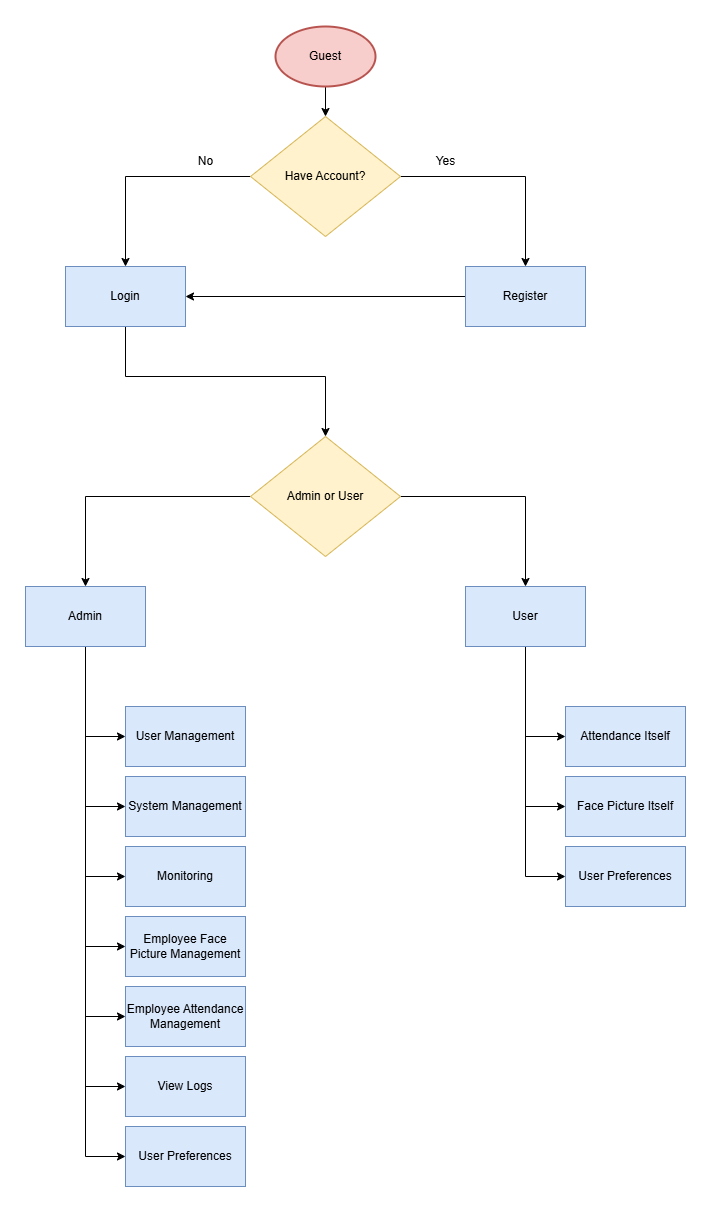 Guest
Have Account?
No
Yes
Login
Register
Admin or User
Admin
User
User Management
System Management
Monitoring
Employee Face
Picture Management
Employee Attendance
Management
View Logs
User Preferences
Attendance Itself
Face Picture Itself
User Preferences